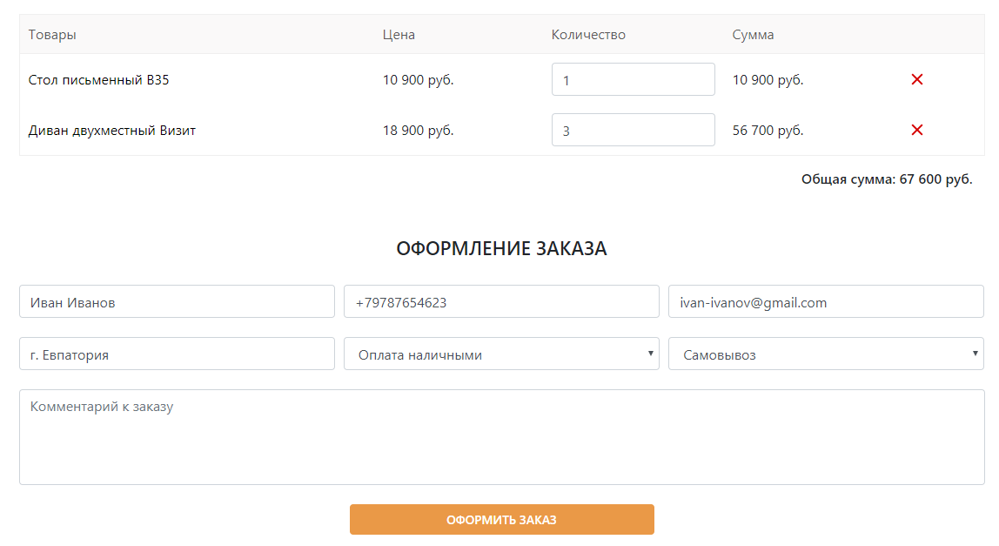 Товары Цена Количество Сумма
Стол письменный В35 10 900 руб. 1 10 900 руб.
Диван двухместный Визит 18 900 руб. 3 56 700 руб.
Общая сумма: 67 600 руб.
ОФОРМЛЕНИЕ ЗАКАЗА
Иван Иванов +79787654623 ivan-ivanov@gmail.com
г. Евпатория Оплата наличными Самовывоз
Комментарий к заказу
ОФОРМИТЬ ЗАКАЗ